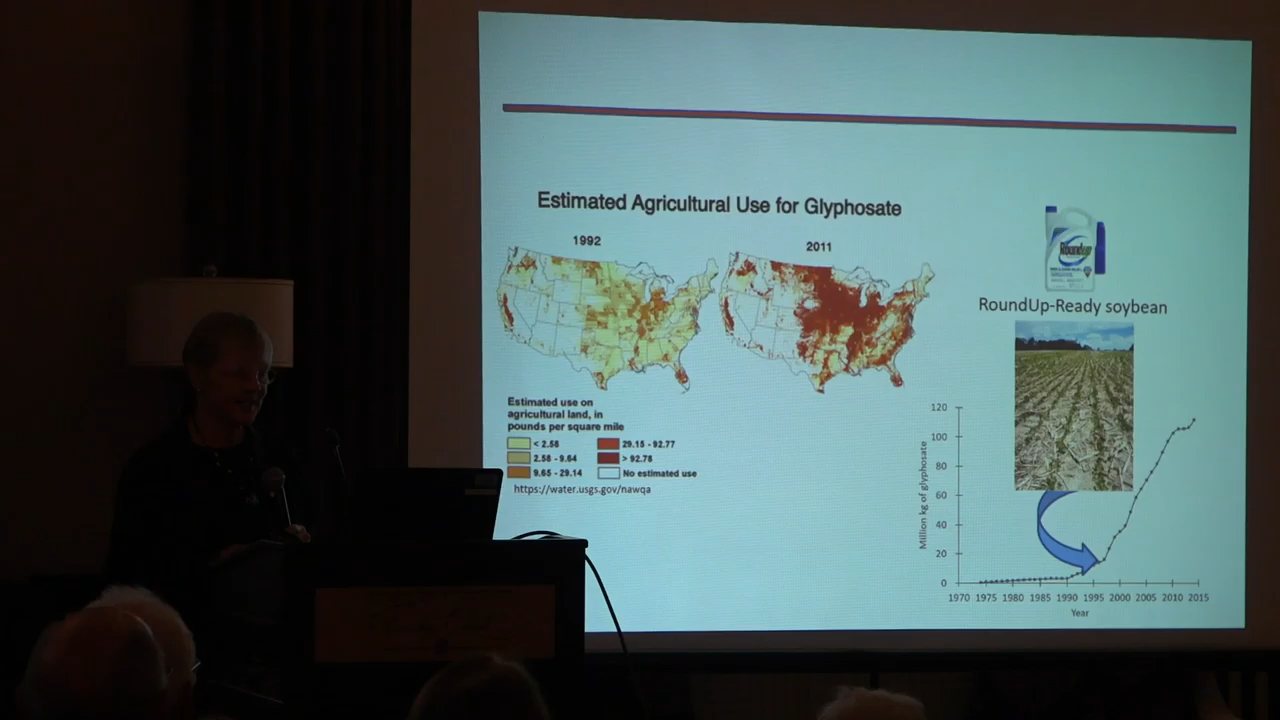 Estimated Agricultural Use for Glyphosate
1992
2011
Estimated use on
agricultural land, in
pounds per square mile
< 2.58
29.15 - 92.77
2.58 - 9.64
> 92.78
9.65 - 29.14
No estimated use
https://water.usgs.gov/nawqa
Roundup
RoundUp-Ready soybean
Million kg of glyphosate
120
100
80
60
40
20
0
1970 1975 1980 1985 1990 1995 2000 2005 2010 2015
Year